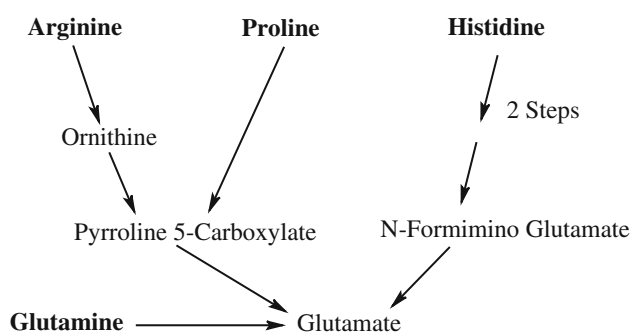 Arginine Proline Histidine
2 Steps
Ornithine
Pyrroline 5-Carboxylate N-Formimino Glutamate
Glutamine Glutamate